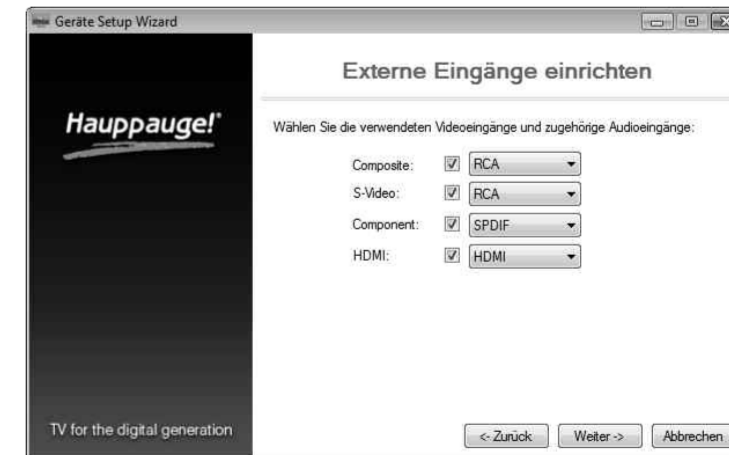 Geräte Setup Wizard
Externe Eingänge einrichten
Hauppauge!
Wählen Sie die verwendeten Videoeingänge und zugehörige Audioeingänge:
Composite: RCA
S-Video: RCA
Component: SPDIF
HDMI: HDMI
TV for the digital generation
<- Zurück Weiter -> Abbrechen